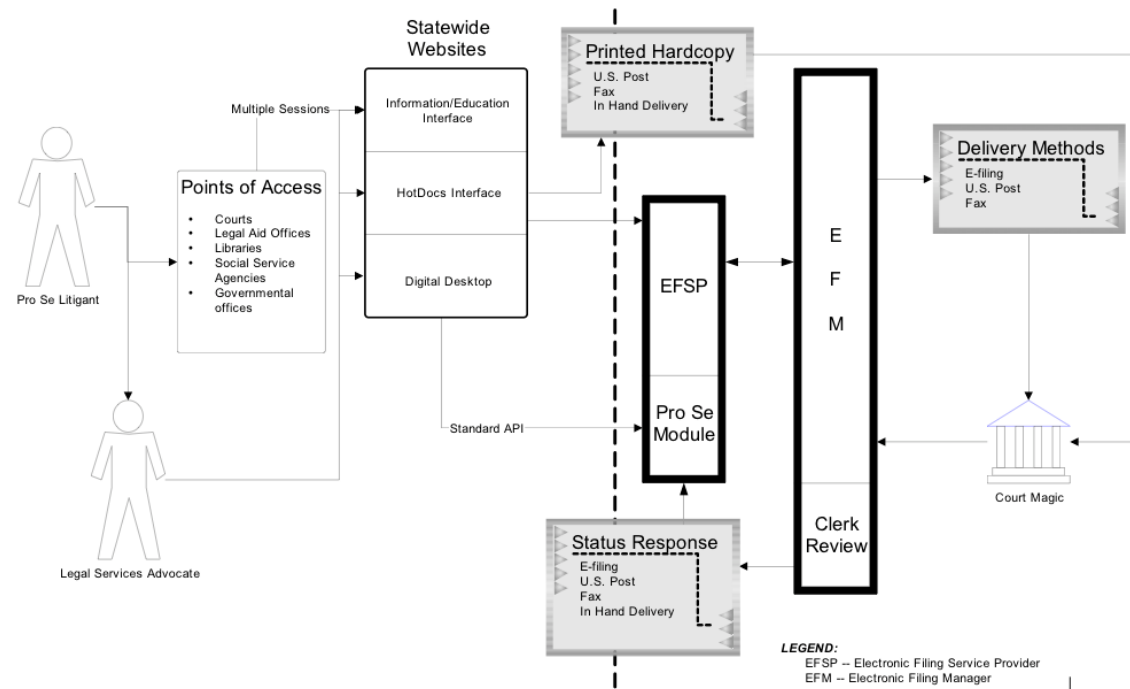 Statewide
Websites
Printed Hardcopy
U.S. Post
Fax
In Hand Delivery
Multiple Sessions
Information/Education
Interface
HotDocs Interface
Digital Desktop
Points of Access
• Courts
• Legal Aid Offices
• Libraries
• Social Service
Agencies
• Governmental
offices
Pro Se Litigant
Legal Services Advocate
Standard API
EFSP
Pro Se
Module
E
F
M
Clerk
Review
Delivery Methods
E-filing
U.S. Post
Fax
Court Magic
Status Response
E-filing
U.S. Post
Fax
In Hand Delivery
LEGEND:
EFSP -- Electronic Filing Service Provider
EFM -- Electronic Filing Manager